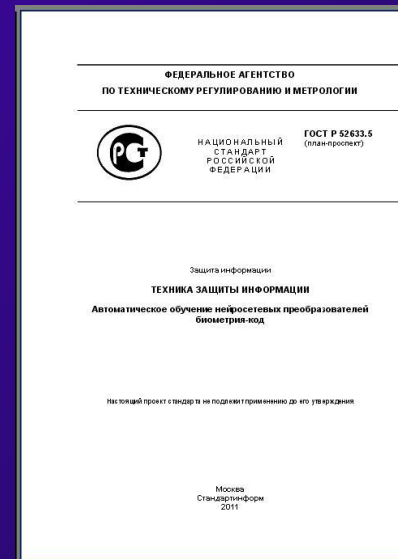 ФЕДЕРАЛЬНОЕ АГЕНТСТВО
ПО ТЕХНИЧЕСКОМУ РЕГУЛИРОВАНИЮ И МЕТРОЛОГИИ
РСТ
НАЦИОНАЛЬНЫЙ
СТАНДАРТ
РОССИЙСКОЙ
ФЕДЕРАЦИИ
ГОСТ Р 52633.5
(план-проспект)
Защита информации
ТЕХНИКА ЗАЩИТЫ ИНФОРМАЦИИ
Автоматическое обучение нейросетевых преобразователей
биометрия-код
Настоящий проект стандарта не подлежит применению до его утверждения
Москва
Стандартинформ
2011